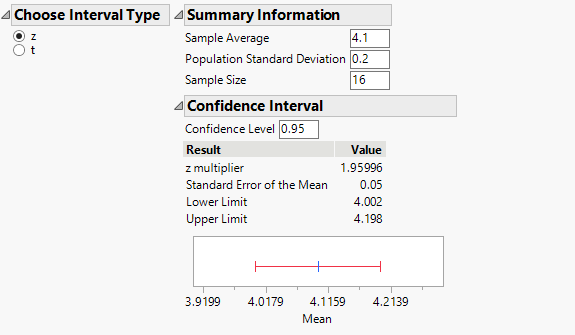 Choose Interval Type
z
t
Summary Information
Sample Average 4.1
Population Standard Deviation 0.2
Sample Size 16
Confidence Interval
Confidence Level 0.95
Result Value
z multiplier 1.95996
Standard Error of the Mean 0.05
Lower Limit 4.002
Upper Limit 4.198
3.9199 4.0179 4.1159 4.2139
Mean